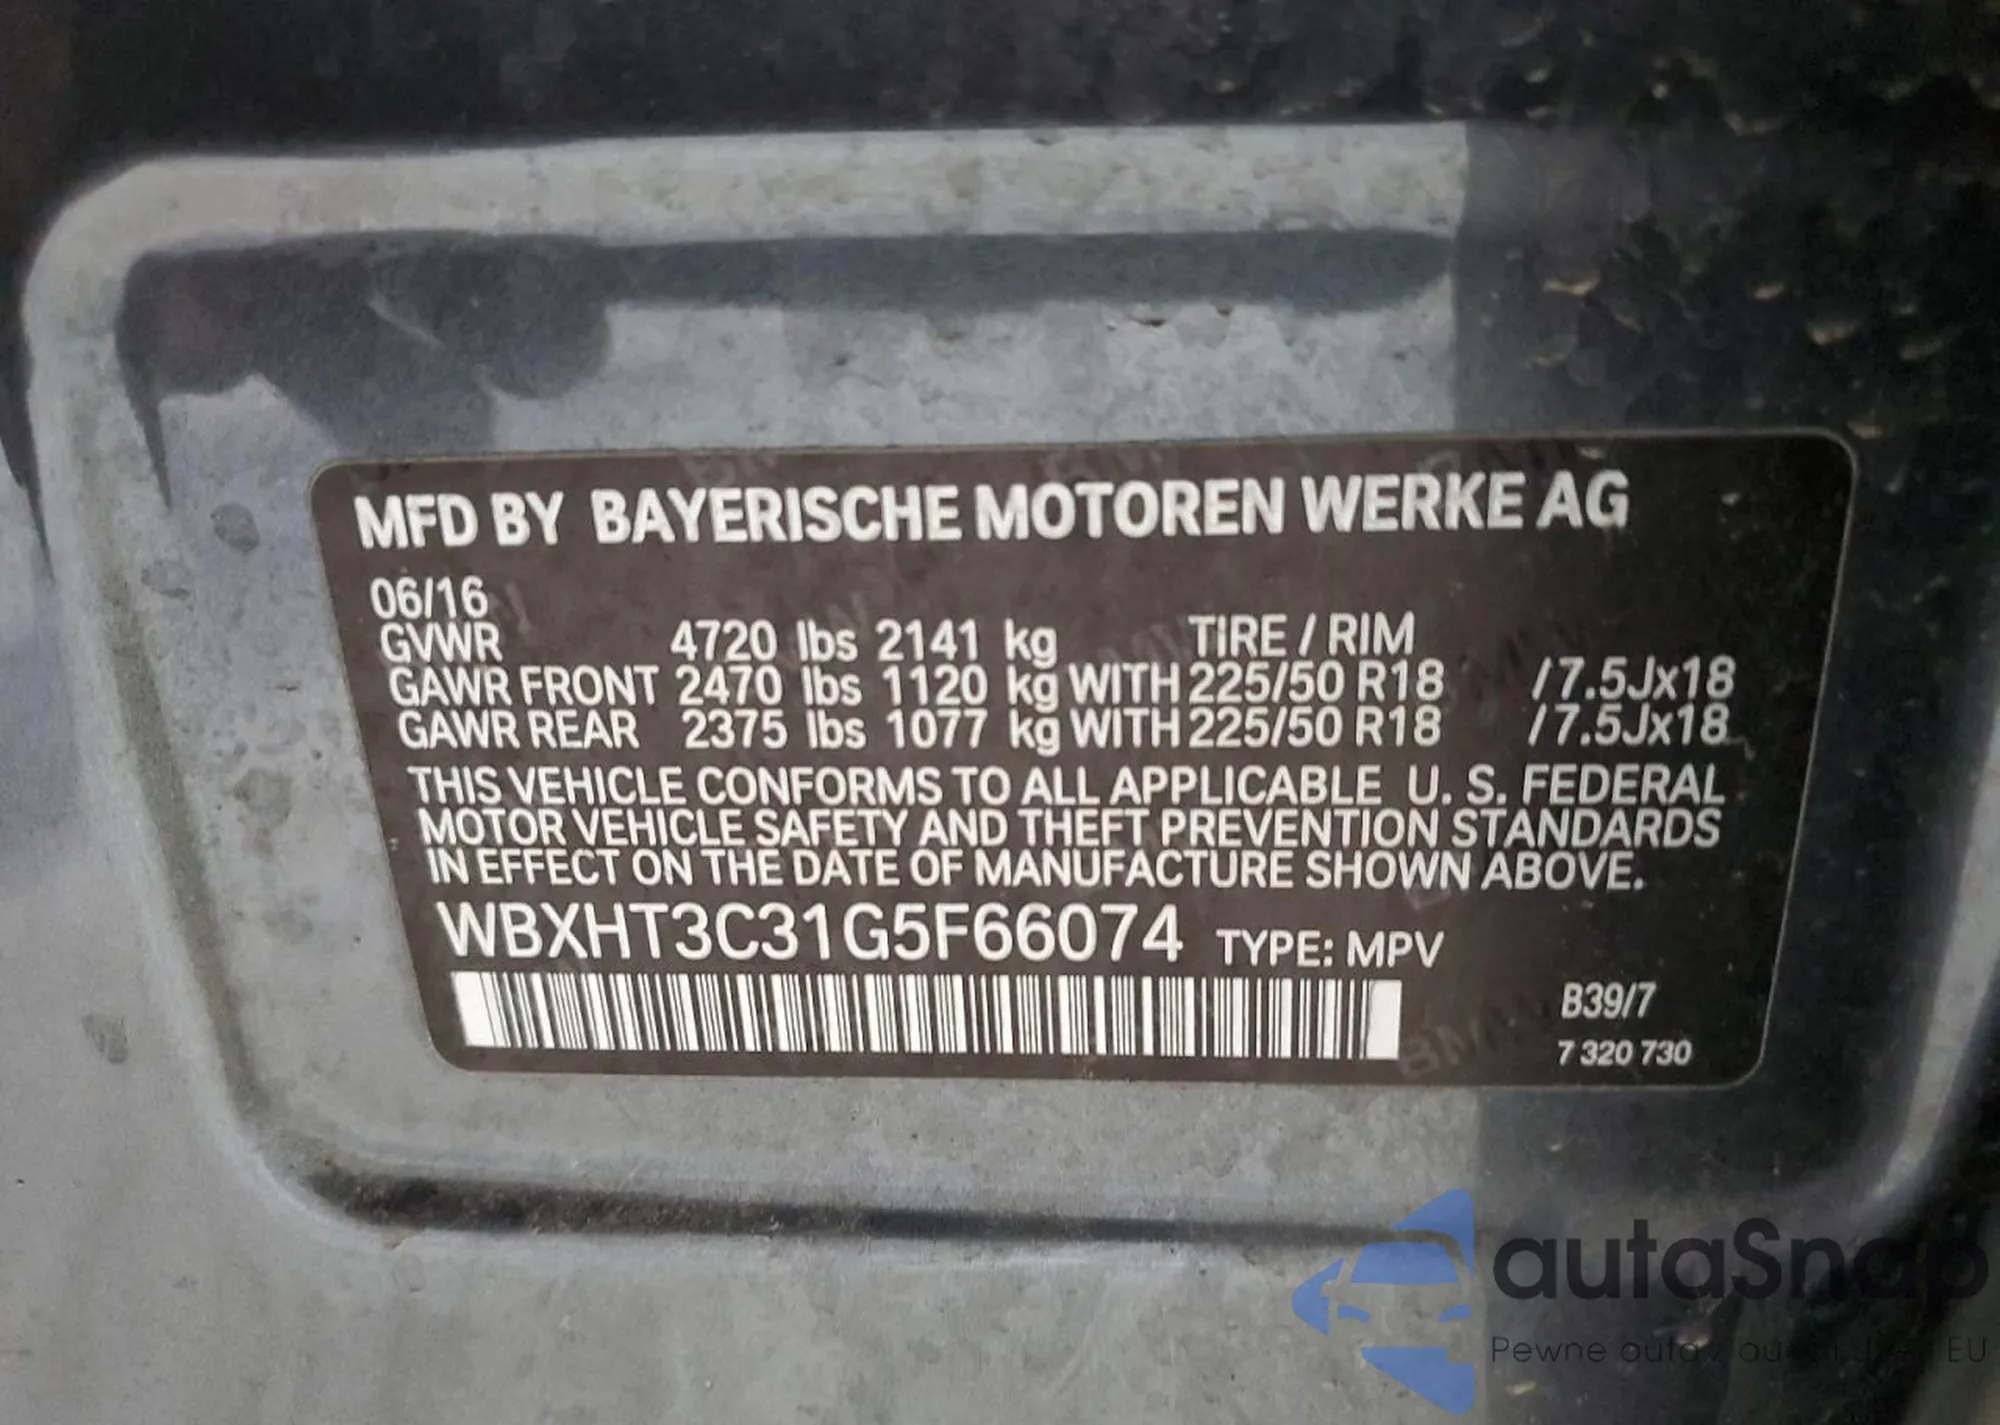 MFD BY BAYERISCHE MOTOREN WERKE AG
06/16
GVWR 4720 lbs 2141 kg TIRE / RIM
GAWR FRONT 2470 lbs 1120 kg WITH 225/50 R18 /7.5Jx18
GAWR REAR 2375 lbs 1077 kg WITH 225/50 R18 /7.5Jx18
THIS VEHICLE CONFORMS TO ALL APPLICABLE U. S. FEDERAL
MOTOR VEHICLE SAFETY AND THEFT PREVENTION STANDARDS
IN EFFECT ON THE DATE OF MANUFACTURE SHOWN ABOVE.
WBXHT3C31G5F66074 TYPE: MPV
B39/7
7 320 730
autaSnap
Pewne auta z EU